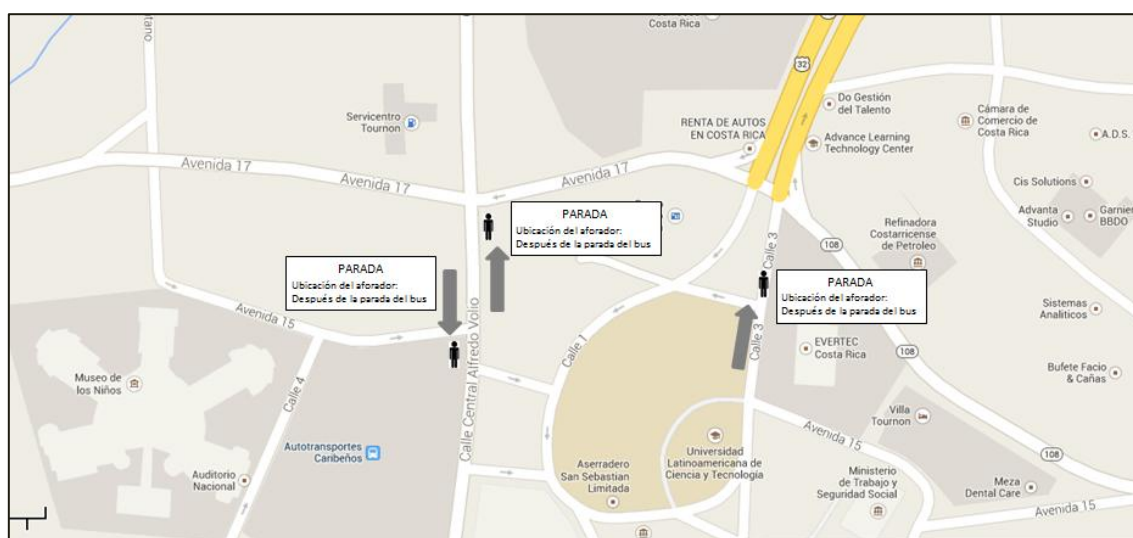 Costa Rica
32
Do Gestión
del Talento
Cámara de
Comercio de
Costa Rica
A.D.S.
Servicentro
Tournon
RENTA DE AUTOS
EN COSTA RICA
Advance Learning
Technology Center
Avenida 17
Avenida 17
Avenida 17
Cis Solutions
Advanta
Studio
Garnier
BBDO
PARADA
Ubicación del aforador:
Después de la parada del bus
Refinadora
Costarricense
de Petroleo
108
Calle 3
PARADA
Ubicación del aforador:
Después de la parada del bus
PARADA
Ubicación del aforador:
Después de la parada del bus
Sistemas
Analiticos
Avenida 15
Calle Central Alfredo Volio
Calle 1
Calle 3
EVERTEC
Costa Rica
108
Bufete Facio
& Cañas
Museo de
los Niños
Calle 4
Villa
Tournon
Autotransportes
Caribeños
Avenida 15
Universidad
Latinoamericana de
Ciencia y Tecnología
108
Auditorio
Nacional
Aserradero
San Sebastian
Limitada
Ministerio
de Trabajo y
Seguridad Social
Meza
Dental Care
Avenida 15